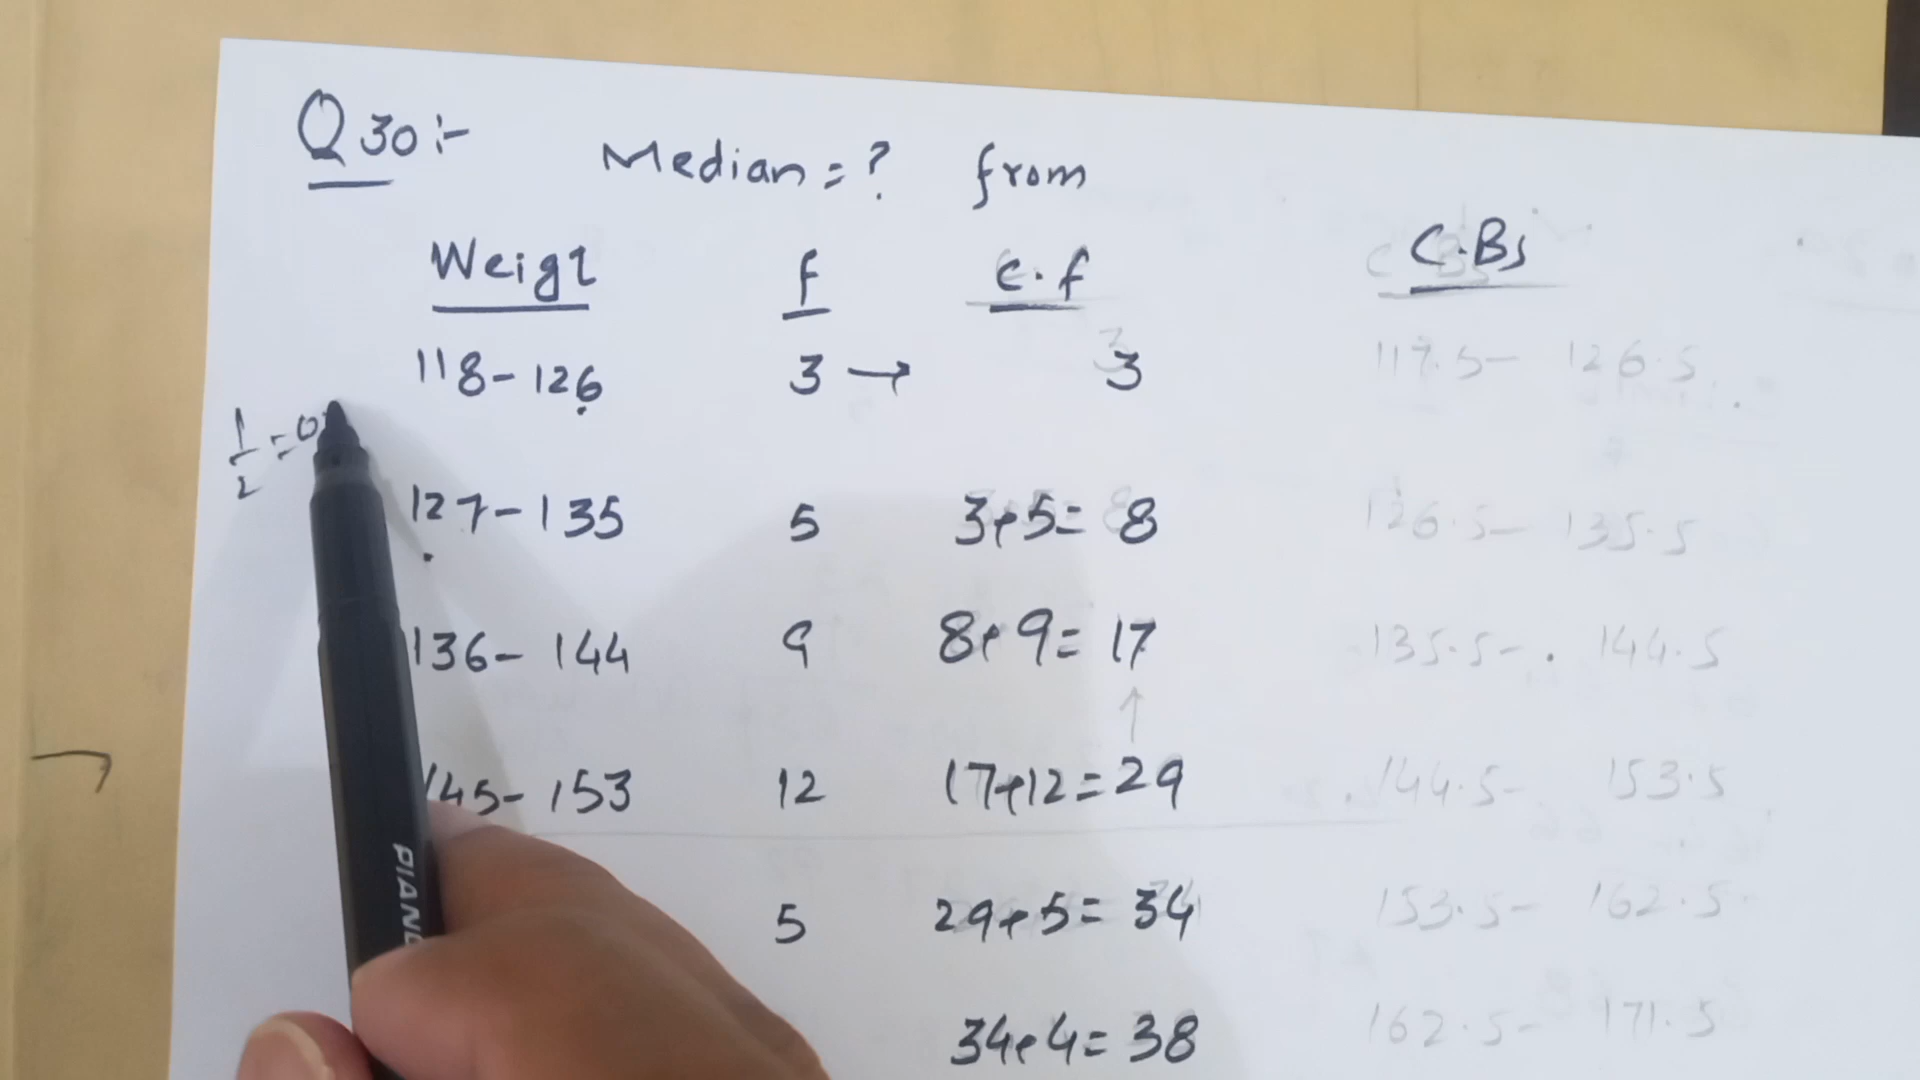 Q30:-
Median = ? from
Weigt f c.f C.Bs
118-126 3 → 3 117.5- 126.5
1/2 = 0
127-135 5 3+5= 8 126.5- 135.5
136- 144 9 8+9= 17 135.5- 144.5
145- 153 12 17+12=29 144.5- 153.5
5 29+5= 34 153.5- 162.5
34+4= 38 162.5- 171.5
PIANO